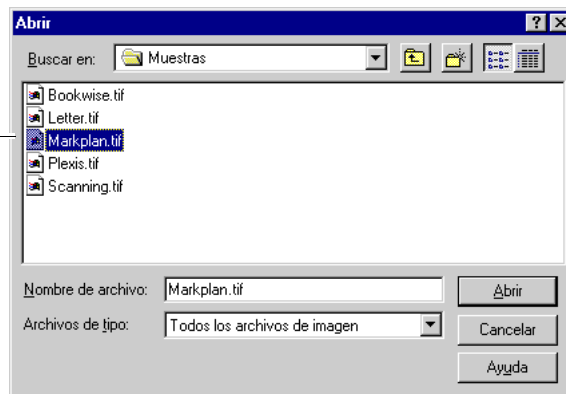 Abrir
Buscar en: Muestras
Bookwise.tif
Letter.tif
Markplan.tif
Plexis.tif
Scanning.tif
Nombre de archivo: Markplan.tif Abrir
Archivos de tipo: Todos los archivos de imagen Cancelar
Ayuda